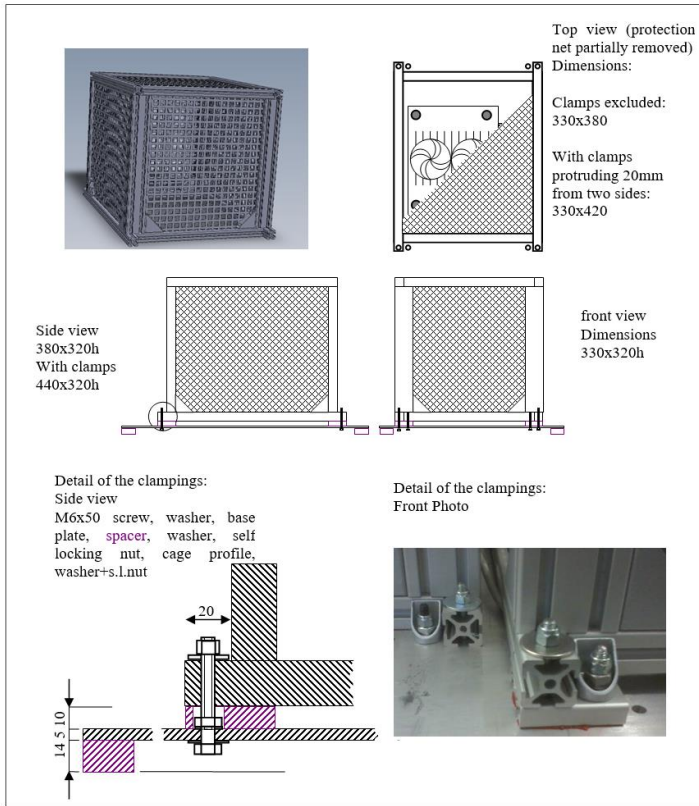 Top view (protection
net partially removed)
Dimensions:
Clamps excluded:
330x380
With clamps
protruding 20mm
from two sides:
330x420
Side view
380x320h
With clamps
440x320h
front view
Dimensions
330x320h
Detail of the clampings:
Side view
M6x50 screw, washer, base
plate, spacer, washer, self
locking nut, cage profile,
washer+s.l.nut
Detail of the clampings:
Front Photo
20
14 5 10